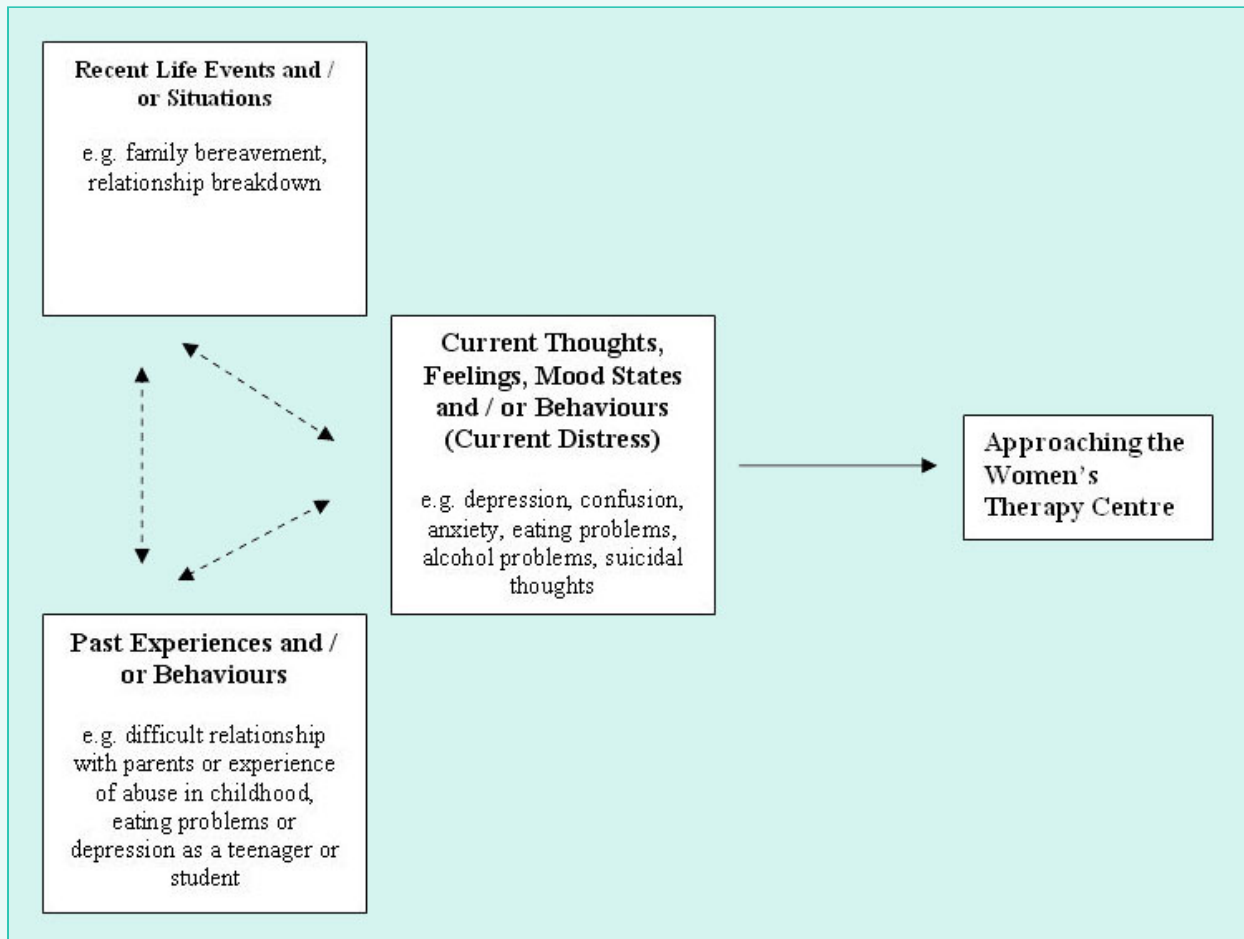 Recent Life Events and /
or Situations
e.g. family bereavement,
relationship breakdown
Current Thoughts,
Feelings, Mood States
and / or Behaviours
(Current Distress)
e.g. depression, confusion,
anxiety, eating problems,
alcohol problems, suicidal
thoughts
Approaching the
Women's
Therapy Centre
Past Experiences and /
or Behaviours
e.g. difficult relationship
with parents or experience
of abuse in childhood,
eating problems or
depression as a teenager or
student